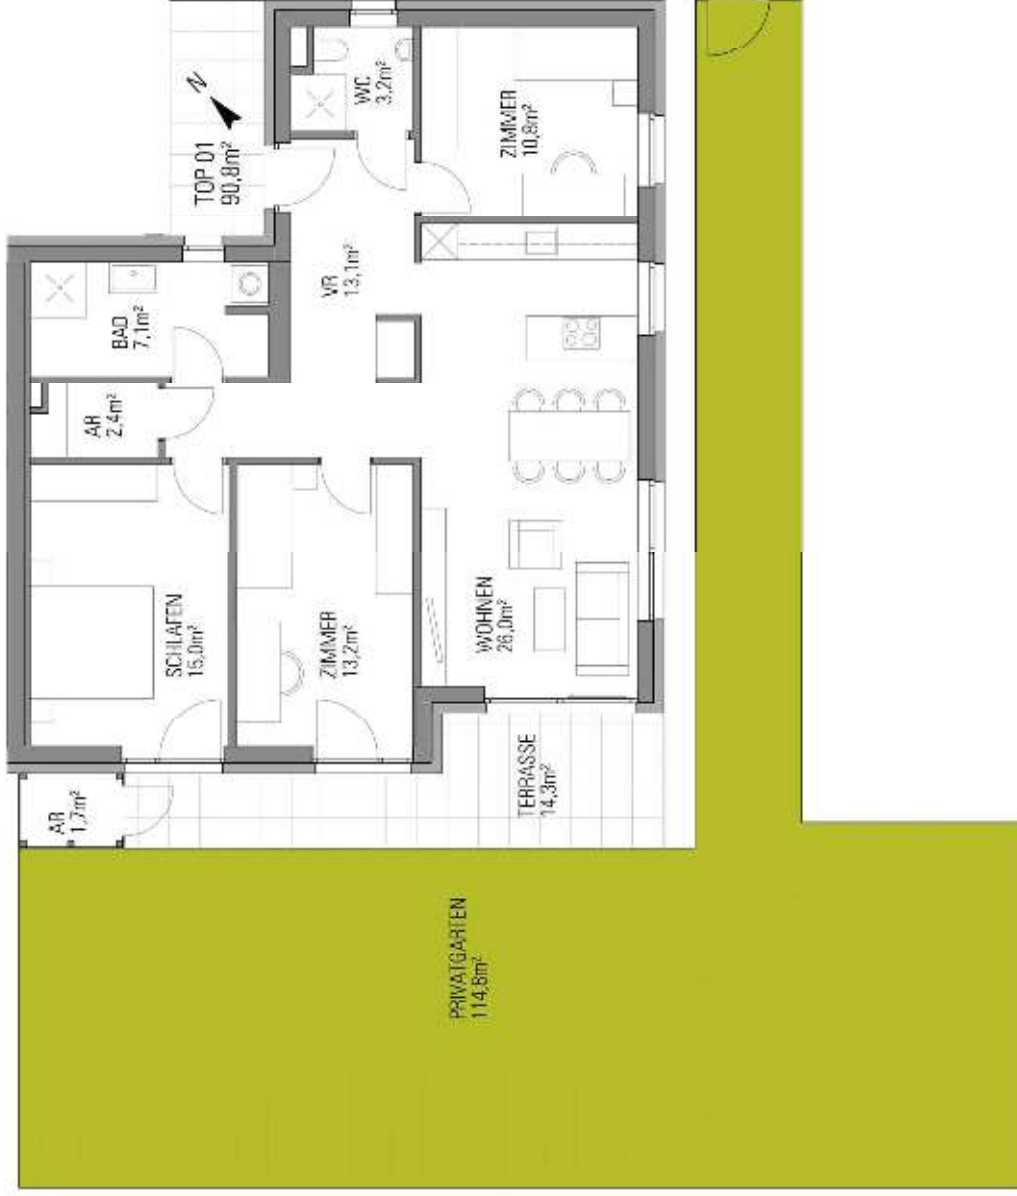 N
TOP 01
90,8m²
WC
3,2m²
ZIMMER
10,8m²
VR
13,1m²
BAD
7,1m²
AR
2,4m²
SCHLAFEN
15,0m²
ZIMMER
13,2m²
WOHNEN
26,0m²
AR
1,7m²
TERRASSE
14,3m²
PRIVATGARTEN
114,8m²